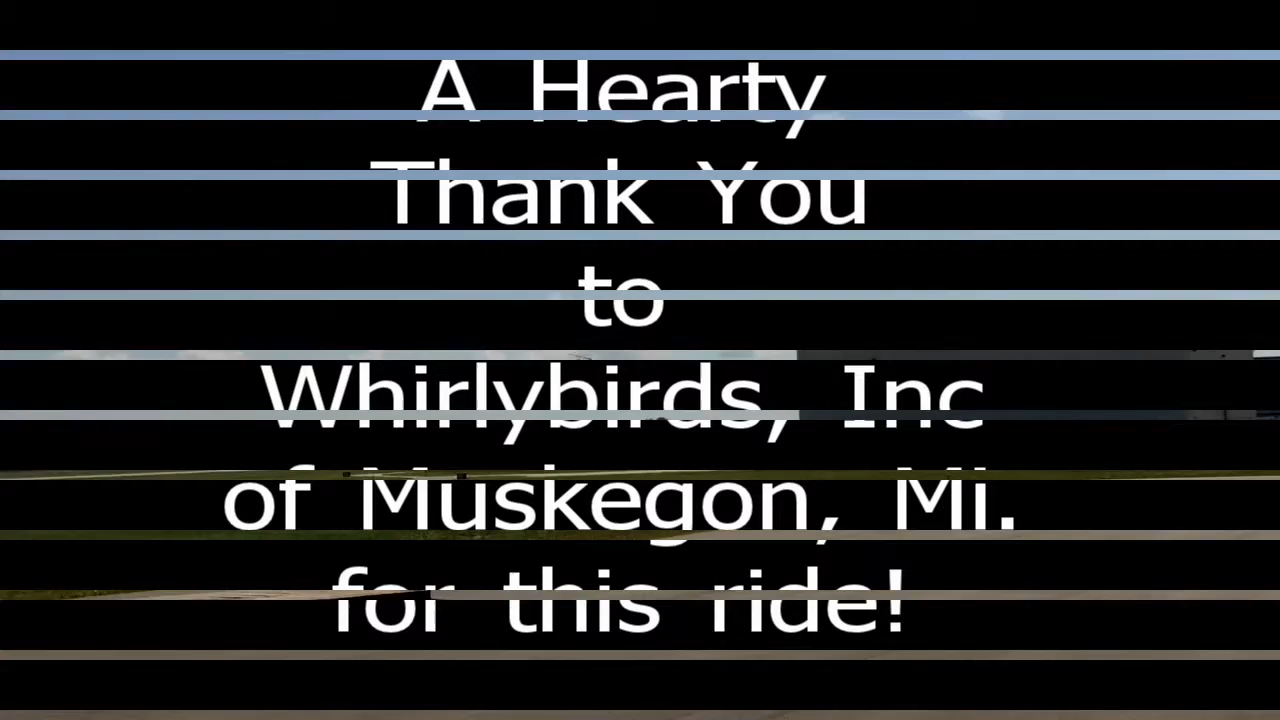 A Hearty
Thank You
to
Whirlybirds, Inc
of Muskegon, Mi.
for this ride!